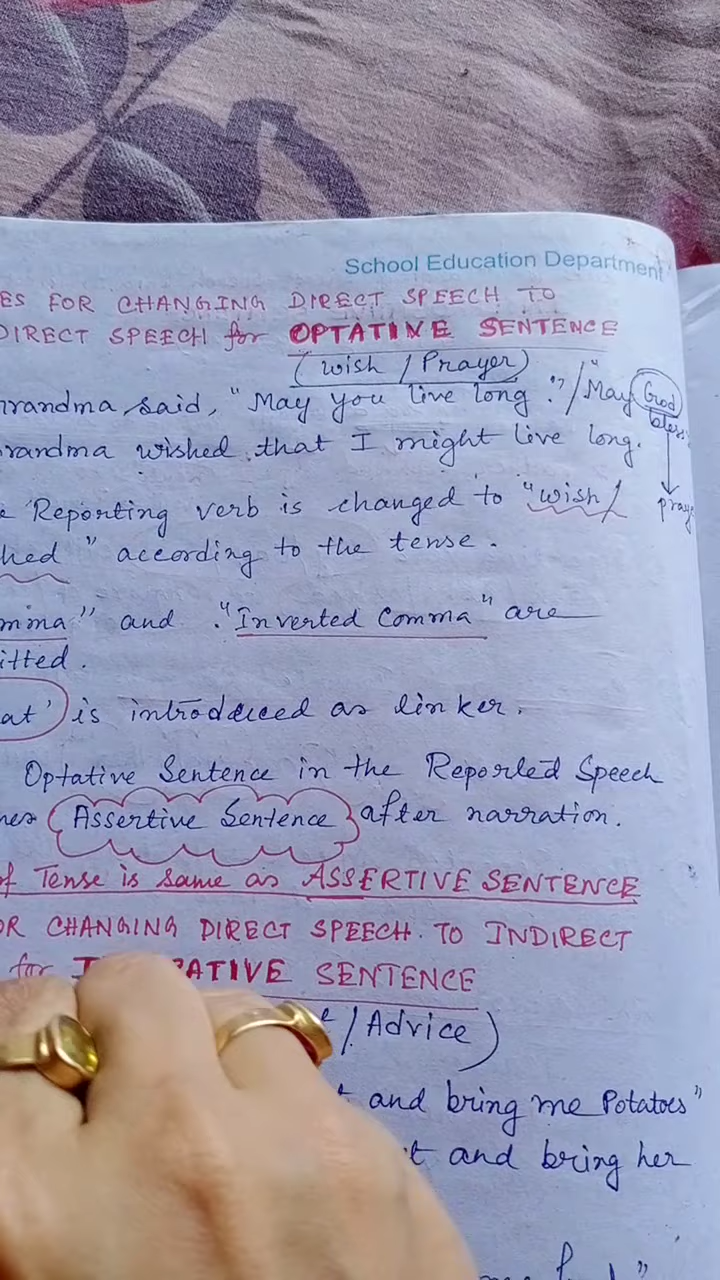 School Education Department
ES FOR CHANGING DIRECT SPEECH TO
DIRECT SPEECH for OPTATIVE SENTENCE
(wish / Prayer)
randma said, "May you live long." / "May God bless
randma wished that I might live long.
pray
Reporting verb is changed to "wish /
hed" according to the tense.
mma" and "Inverted Comma" are
itted.
at' is introduced as linker.
Optative Sentence in the Reported Speech
mes Assertive Sentence after narration.
of Tense is same as ASSERTIVE SENTENCE
OR CHANGING DIRECT SPEECH TO INDIRECT
for I RATIVE SENTENCE
/ Advice)
and bring me Potatoes"
t and bring her